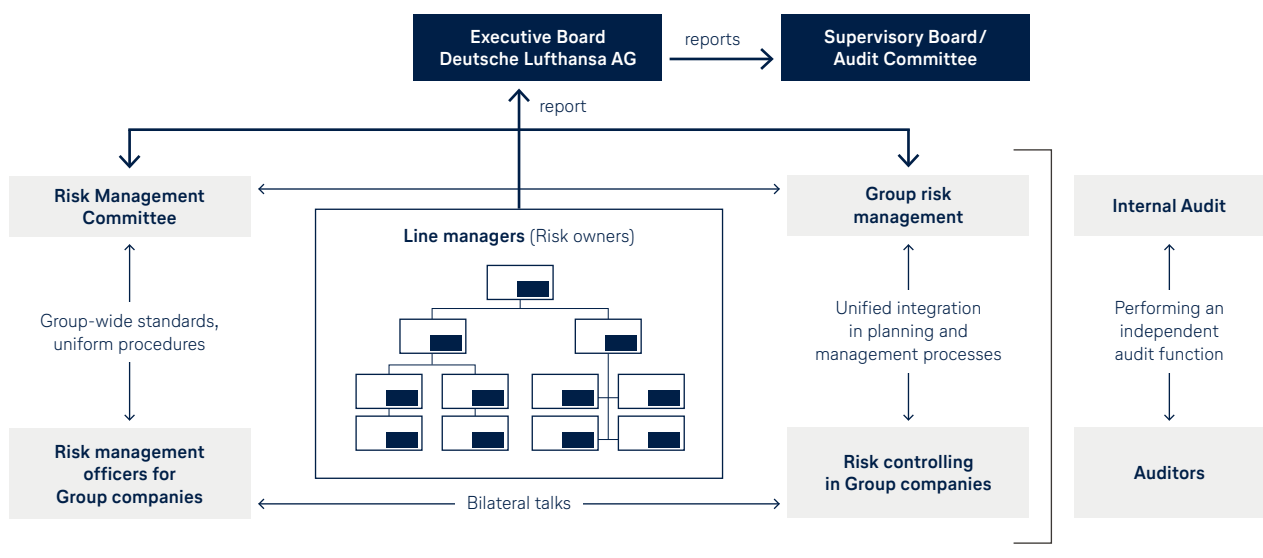 Executive Board
Deutsche Lufthansa AG
reports
Supervisory Board/
Audit Committee
report
Risk Management
Committee
Group risk
management
Internal Audit
Line managers (Risk owners)
Group-wide standards,
uniform procedures
Unified integration
in planning and
management processes
Performing an
independent
audit function
Risk management
officers for
Group companies
Bilateral talks
Risk controlling
in Group companies
Auditors